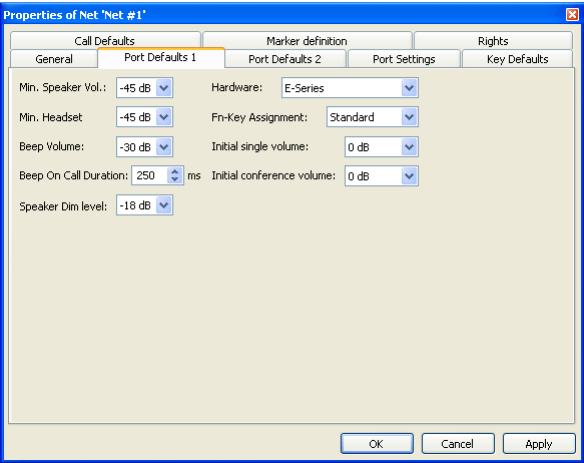 Properties of Net 'Net #1'
Call Defaults Marker definition Rights
General Port Defaults 1 Port Defaults 2 Port Settings Key Defaults
Min. Speaker Vol.: -45 dB Hardware: E-Series
Min. Headset -45 dB Fn-Key Assignment: Standard
Beep Volume: -30 dB Initial single volume: 0 dB
Beep On Call Duration: 250 ms Initial conference volume: 0 dB
Speaker Dim level: -18 dB
OK Cancel Apply